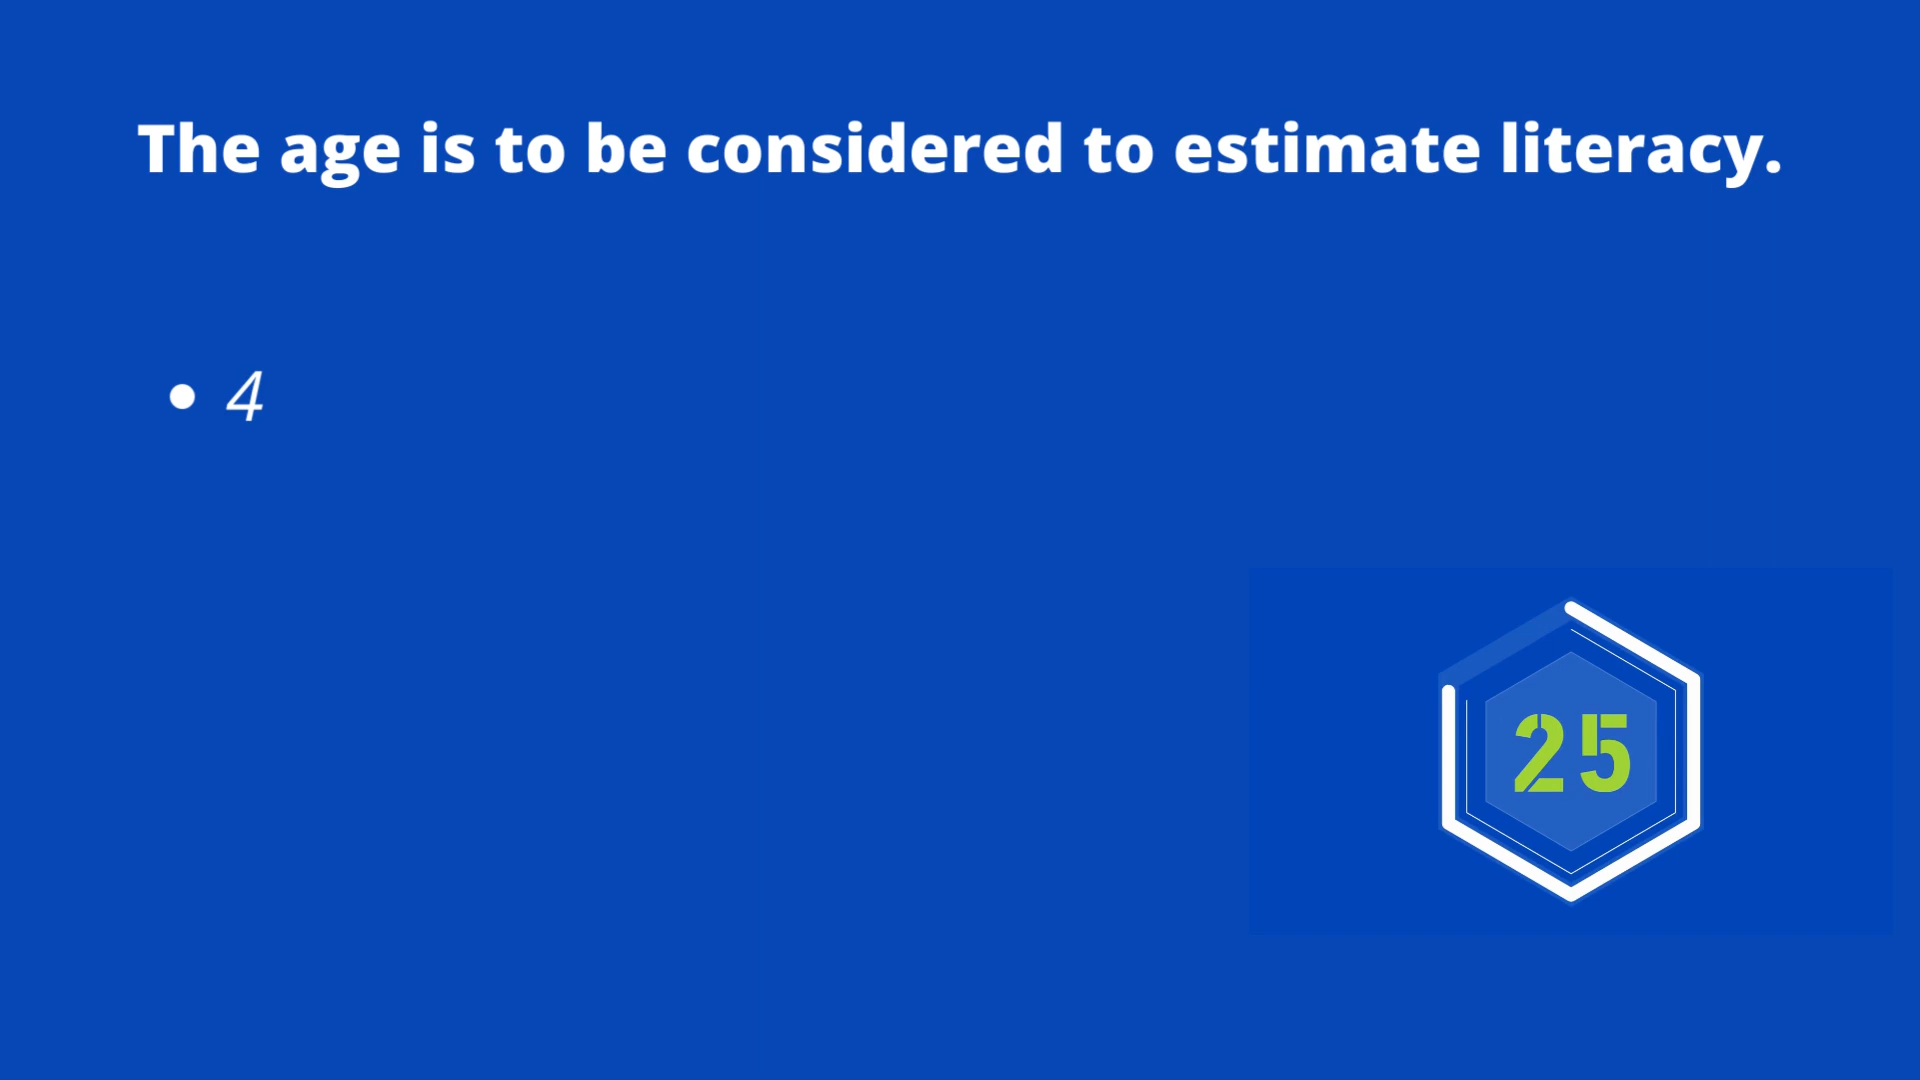 The age is to be considered to estimate literacy.
• 4
25